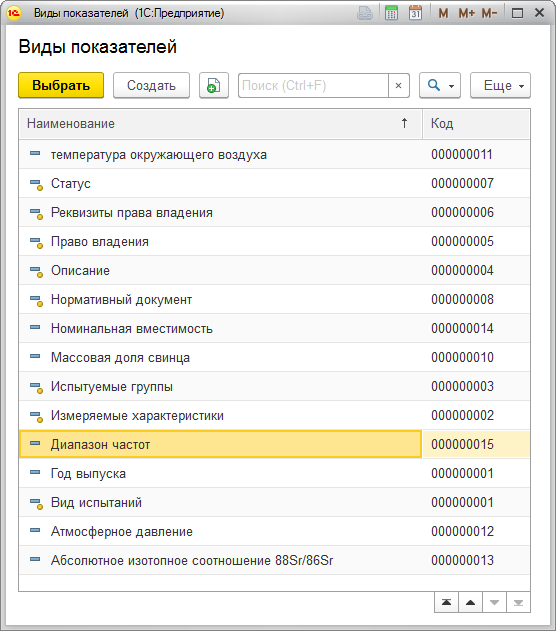 Виды показателей (1С:Предприятие)
M M+ M-
Виды показателей
Выбрать Создать Поиск (Ctrl+F) × Еще
Наименование ↑ Код
температура окружающего воздуха 000000011
Статус 000000007
Реквизиты права владения 000000006
Право владения 000000005
Описание 000000004
Нормативный документ 000000008
Номинальная вместимость 000000014
Массовая доля свинца 000000010
Испытуемые группы 000000003
Измеряемые характеристики 000000002
Диапазон частот 000000015
Год выпуска 000000001
Вид испытаний 000000001
Атмосферное давление 000000012
Абсолютное изотопное соотношение 88Sr/86Sr 000000013